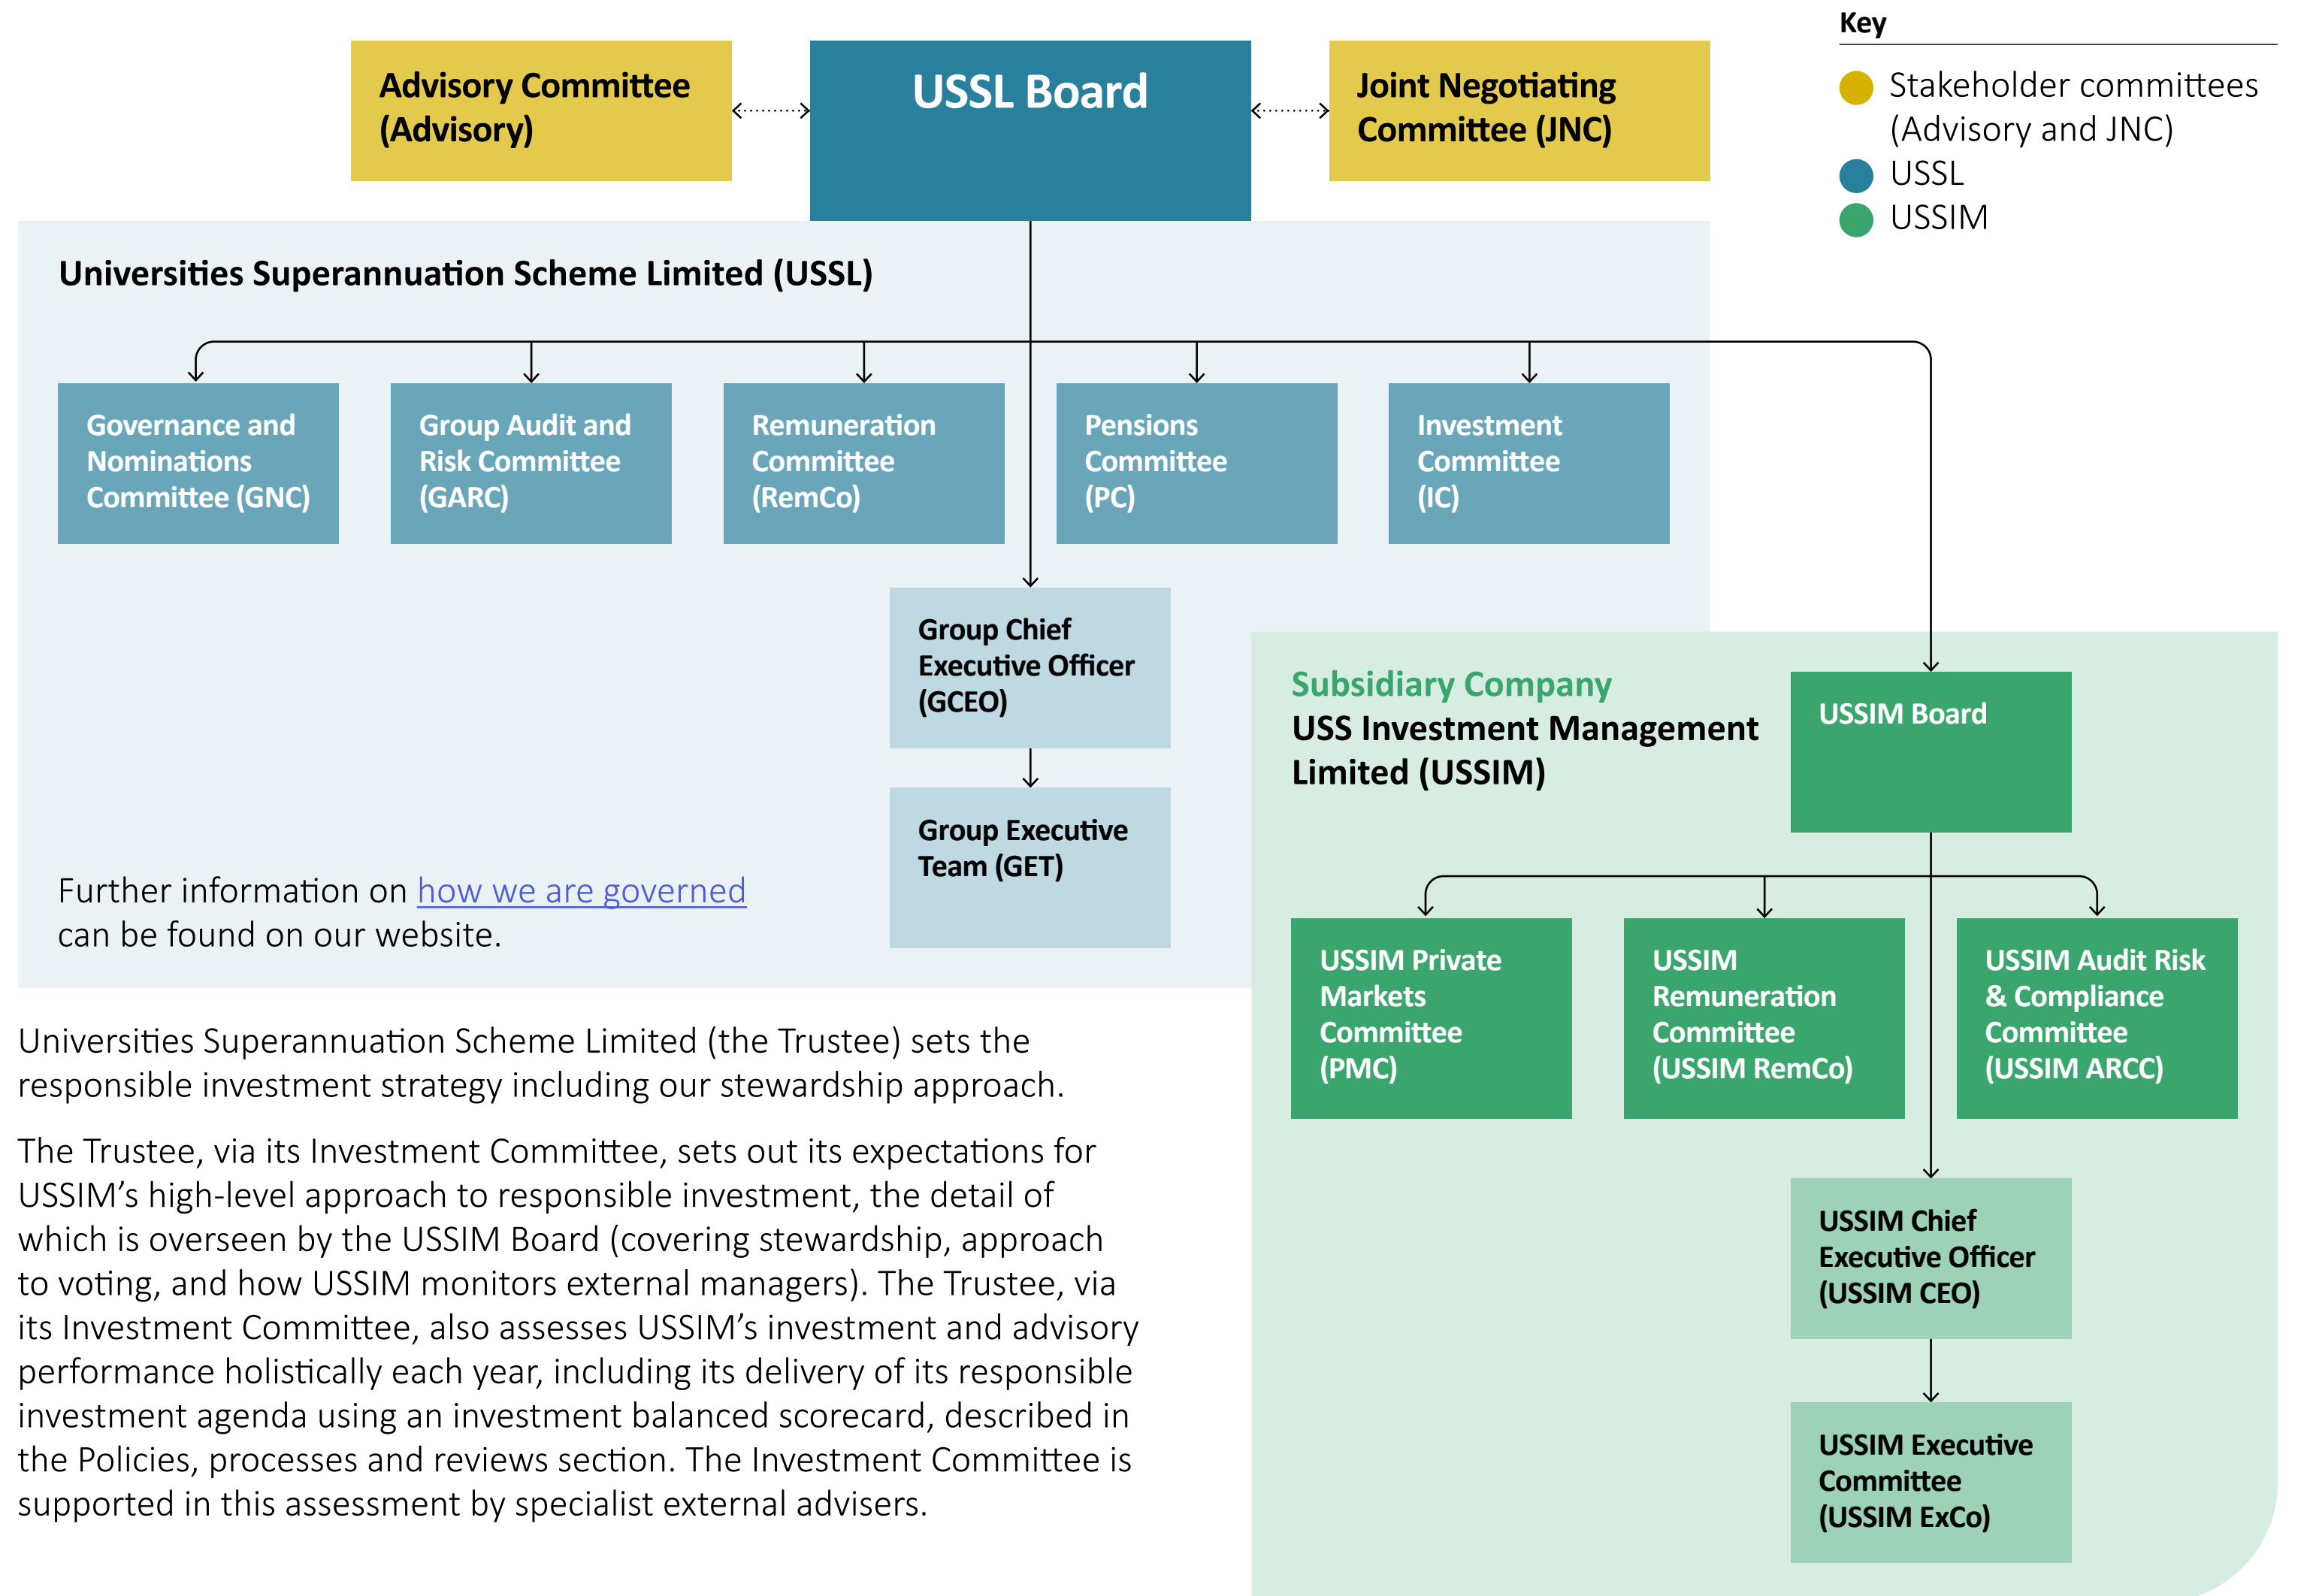 Key
Stakeholder committees
(Advisory and JNC)
USSL
USSIM
Advisory Committee
(Advisory)
USSL Board
Joint Negotiating
Committee (JNC)
Universities Superannuation Scheme Limited (USSL)
Governance and
Nominations
Committee (GNC)
Group Audit and
Risk Committee
(GARC)
Remuneration
Committee
(RemCo)
Pensions
Committee
(PC)
Investment
Committee
(IC)
Group Chief
Executive Officer
(GCEO)
Group Executive
Team (GET)
Further information on how we are governed
can be found on our website.
Subsidiary Company
USS Investment Management
Limited (USSIM)
USSIM Board
USSIM Private
Markets
Committee
(PMC)
USSIM
Remuneration
Committee
(USSIM RemCo)
USSIM Audit Risk
& Compliance
Committee
(USSIM ARCC)
USSIM Chief
Executive Officer
(USSIM CEO)
USSIM Executive
Committee
(USSIM ExCo)
Universities Superannuation Scheme Limited (the Trustee) sets the
responsible investment strategy including our stewardship approach.
The Trustee, via its Investment Committee, sets out its expectations for
USSIM’s high-level approach to responsible investment, the detail of
which is overseen by the USSIM Board (covering stewardship, approach
to voting, and how USSIM monitors external managers). The Trustee, via
its Investment Committee, also assesses USSIM’s investment and advisory
performance holistically each year, including its delivery of its responsible
investment agenda using an investment balanced scorecard, described in
the Policies, processes and reviews section. The Investment Committee is
supported in this assessment by specialist external advisers.